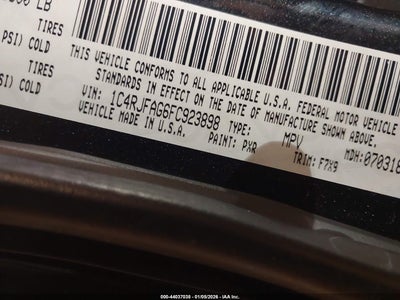 LB
TIRES
PSI) COLD
TIRES
PSI) COLD
THIS VEHICLE CONFORMS TO ALL APPLICABLE U.S.A. FEDERAL MOTOR VEHICLE
STANDARDS IN EFFECT ON THE DATE OF MANUFACTURE SHOWN ABOVE.
VIN: 1C4RJFAG6FC923898 TYPE: MPV MDH: 070318
VEHICLE MADE IN U.S.A. PAINT: PXR TRIM: F7X9
000-44037030 - 01/05/2026 - IAA Inc.